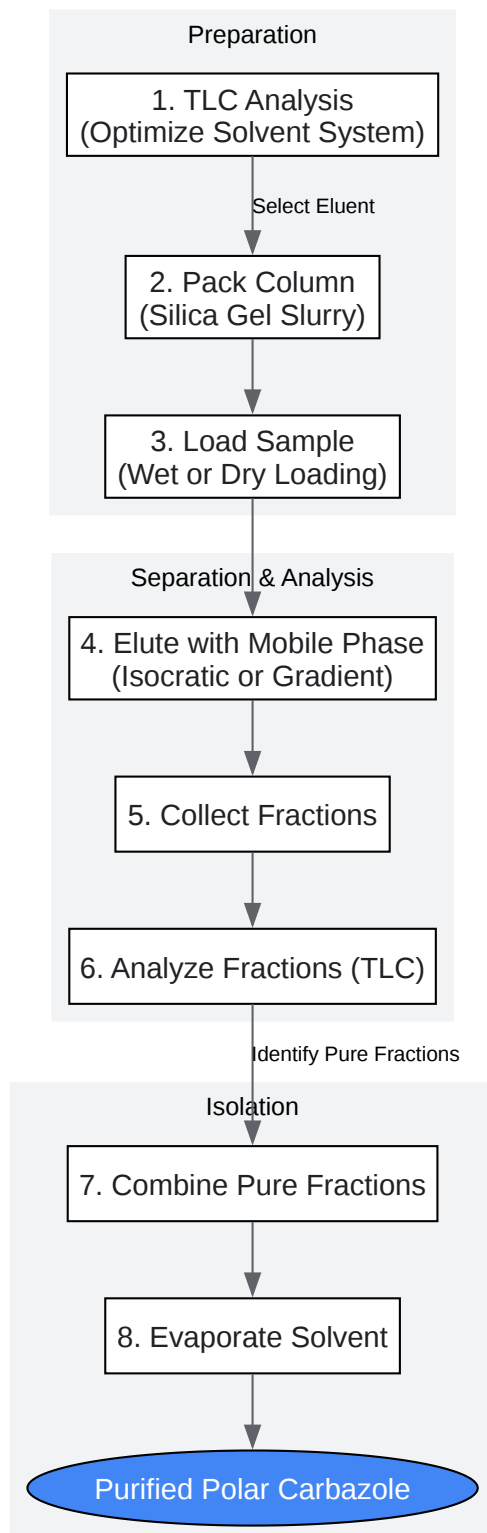 Preparation
1. TLC Analysis
(Optimize Solvent System)
Select Eluent
2. Pack Column
(Silica Gel Slurry)
3. Load Sample
(Wet or Dry Loading)
Separation & Analysis
4. Elute with Mobile Phase
(Isocratic or Gradient)
5. Collect Fractions
6. Analyze Fractions (TLC)
Identify Pure Fractions
Isolation
7. Combine Pure Fractions
8. Evaporate Solvent
Purified Polar Carbazole